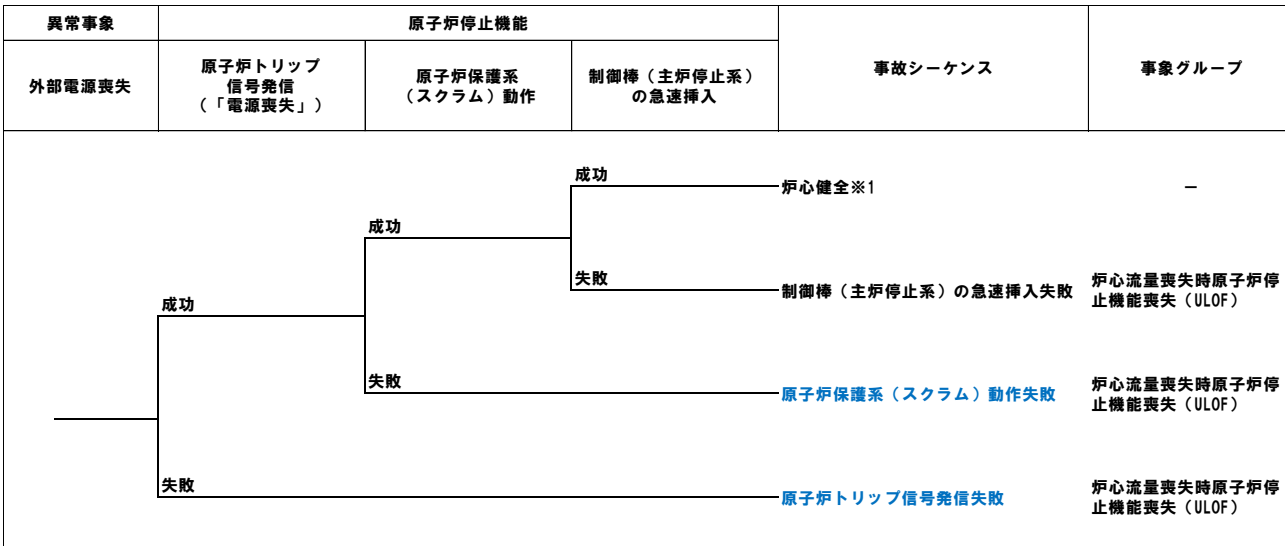 異常事象
原子炉停止機能
事故シーケンス
事象グループ
外部電源喪失
原子炉トリップ
信号発信
(「電源喪失」)
原子炉保護系
(スクラム)動作
制御棒(主炉停止系)
の急速挿入
成功
炉心健全※1
－
成功
失敗
制御棒(主炉停止系)の急速挿入失敗
炉心流量喪失時原子炉停
止機能喪失(ULOF)
成功
失敗
原子炉保護系(スクラム)動作失敗
炉心流量喪失時原子炉停
止機能喪失(ULOF)
失敗
原子炉トリップ信号発信失敗
炉心流量喪失時原子炉停
止機能喪失(ULOF)